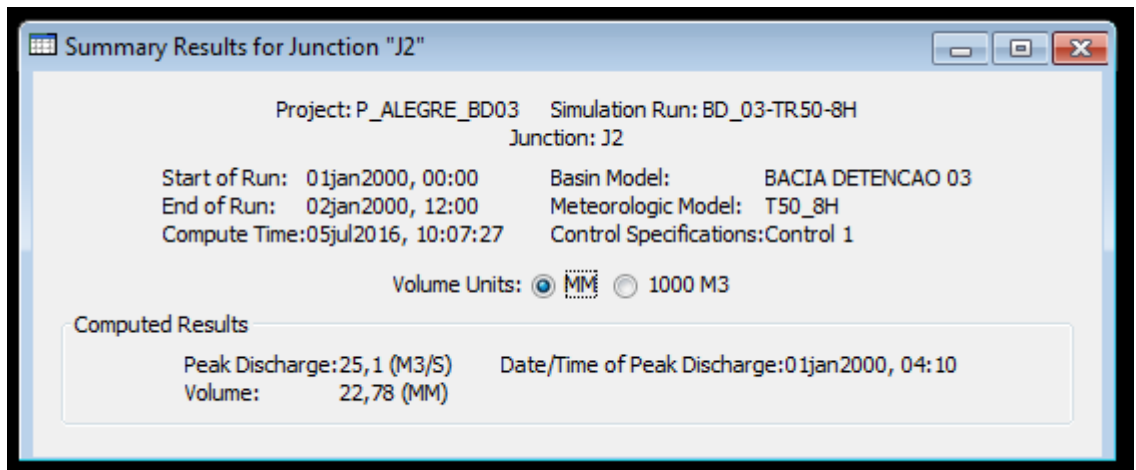 Summary Results for Junction "J2"
Project: P_ALEGRE_BD03 Simulation Run: BD_03-TR50-8H
Junction: J2
Start of Run: 01jan2000, 00:00 Basin Model: BACIA DETENCAO 03
End of Run: 02jan2000, 12:00 Meteorologic Model: T50_8H
Compute Time:05jul2016, 10:07:27 Control Specifications:Control 1
Volume Units: MM 1000 M3
Computed Results
Peak Discharge:25,1 (M3/S) Date/Time of Peak Discharge:01jan2000, 04:10
Volume: 22,78 (MM)